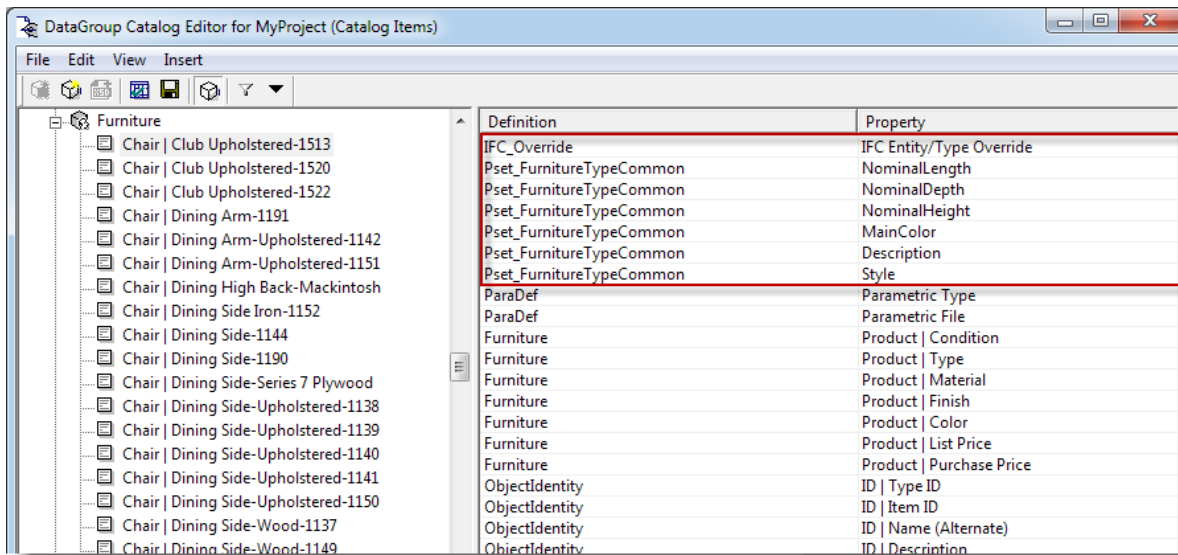 DataGroup Catalog Editor for MyProject (Catalog Items)
File Edit View Insert
Furniture
Chair | Club Upholstered-1513
Chair | Club Upholstered-1520
Chair | Club Upholstered-1522
Chair | Dining Arm-1191
Chair | Dining Arm-Upholstered-1142
Chair | Dining Arm-Upholstered-1151
Chair | Dining High Back-Mackintosh
Chair | Dining Side Iron-1152
Chair | Dining Side-1144
Chair | Dining Side-1190
Chair | Dining Side-Series 7 Plywood
Chair | Dining Side-Upholstered-1138
Chair | Dining Side-Upholstered-1139
Chair | Dining Side-Upholstered-1140
Chair | Dining Side-Upholstered-1141
Chair | Dining Side-Upholstered-1150
Chair | Dining Side-Wood-1137
Chair | Dining Side-Wood-1149
Definition Property
IFC_Override IFC Entity/Type Override
Pset_FurnitureTypeCommon NominalLength
Pset_FurnitureTypeCommon NominalDepth
Pset_FurnitureTypeCommon NominalHeight
Pset_FurnitureTypeCommon MainColor
Pset_FurnitureTypeCommon Description
Pset_FurnitureTypeCommon Style
ParaDef Parametric Type
ParaDef Parametric File
Furniture Product | Condition
Furniture Product | Type
Furniture Product | Material
Furniture Product | Finish
Furniture Product | Color
Furniture Product | List Price
Furniture Product | Purchase Price
ObjectIdentity ID | Type ID
ObjectIdentity ID | Item ID
ObjectIdentity ID | Name (Alternate)
ObjectIdentity ID | Description